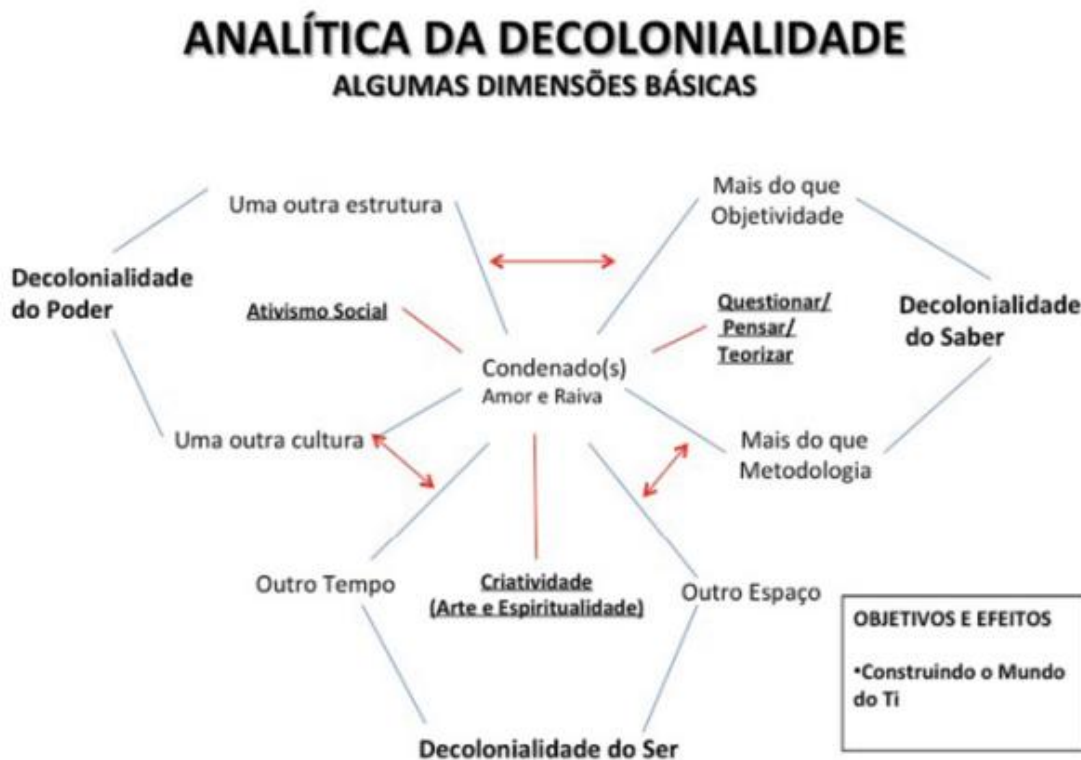 ANALÍTICA DA DECOLONIALIDADE
ALGUMAS DIMENSÕES BÁSICAS
Uma outra estrutura
Mais do que
Objetividade
Decolonialidade
do Poder
Ativismo Social
Questionar/
Pensar/
Teorizar
Decolonialidade
do Saber
Condenado(s)
Amor e Raiva
Uma outra cultura
Mais do que
Metodologia
Outro Tempo
Criatividade
(Arte e Espiritualidade)
Outro Espaço
OBJETIVOS E EFEITOS
•Construindo o Mundo
do Ti
Decolonialidade do Ser